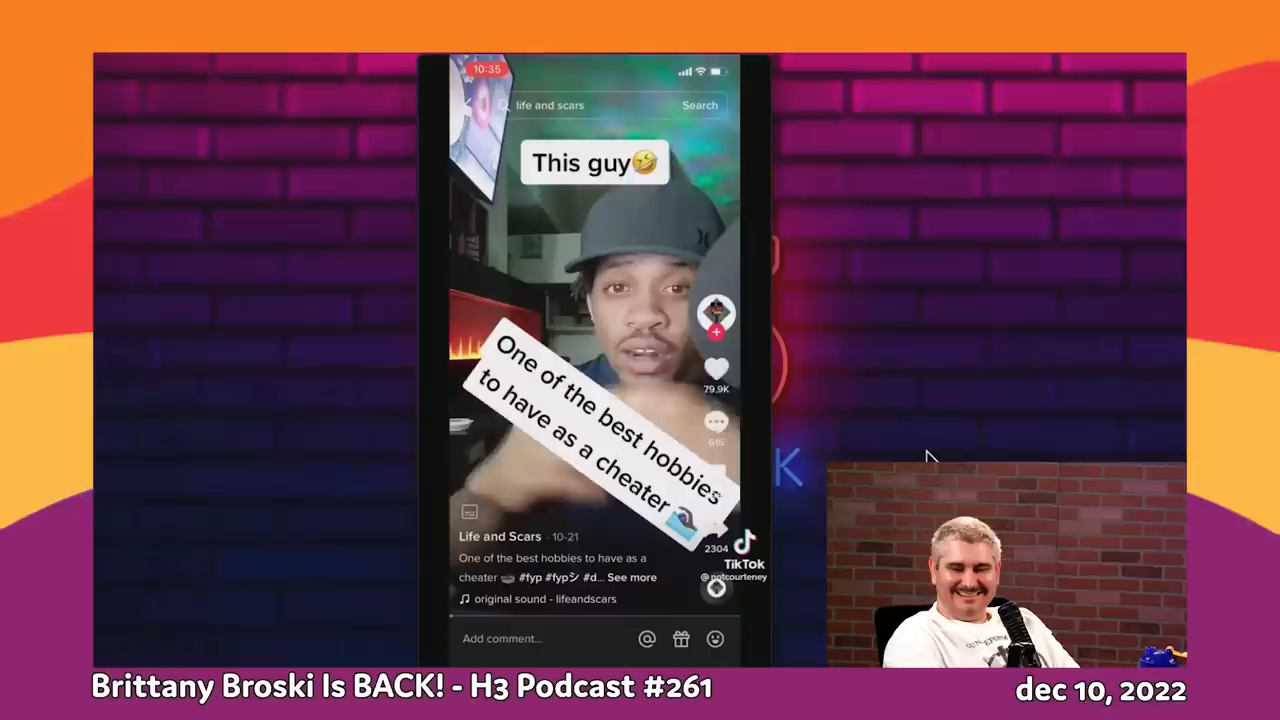 10:35
life and scars
Search
This guy🤣
79.9K
One of the best hobbies
to have as a cheater
615
K
Life and Scars · 10-21
One of the best hobbies to have as a
cheater #fyp #fypシ #d... See more
2304
TikTok
@notcourteney
original sound - lifeandscars
Add comment...
Brittany Broski Is BACK! - H3 Podcast #261
dec 10, 2022